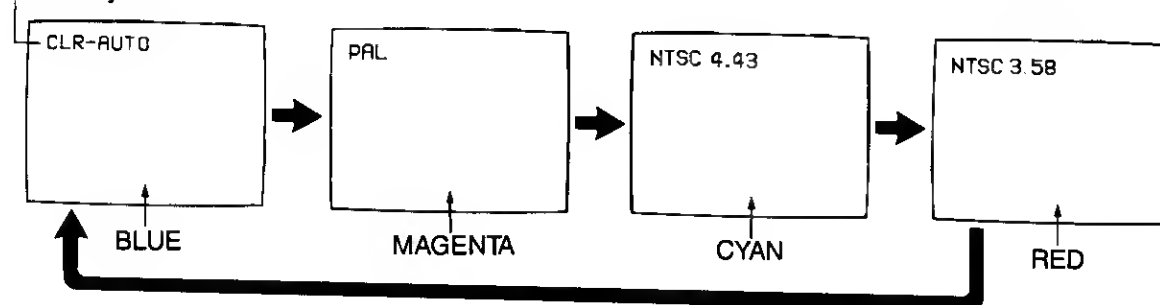 CLR-AUTO
PAL
NTSC 4.43
NTSC 3.58
BLUE
MAGENTA
CYAN
RED